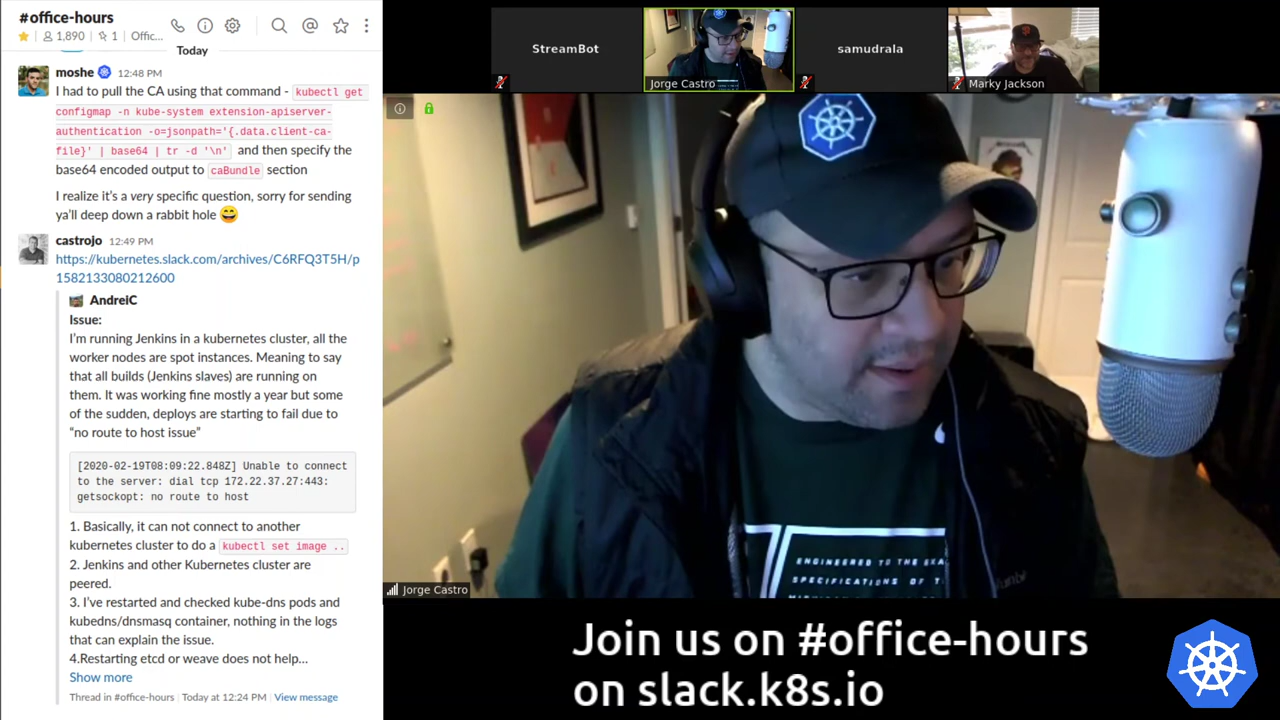 #office-hours
1,890
1
Offic...
Today
moshe 12:48 PM
I had to pull the CA using that command - kubectl get
configmap -n kube-system extension-apiserver-
authentication -o=jsonpath='{.data.client-ca-
file}' | base64 | tr -d '\n' and then specify the
base64 encoded output to caBundle section
I realize it's a very specific question, sorry for sending
ya'll deep down a rabbit hole
castrojo 12:49 PM
https://kubernetes.slack.com/archives/C6RFQ3T5H/p
1582133080212600
AndreiC
Issue:
I'm running Jenkins in a kubernetes cluster, all the
worker nodes are spot instances. Meaning to say
that all builds (Jenkins slaves) are running on
them. It was working fine mostly a year but some
of the sudden, deploys are starting to fail due to
"no route to host issue"
[2020-02-19T08:09:22.848Z] Unable to connect
to the server: dial tcp 172.22.37.27:443:
getsockopt: no route to host
1. Basically, it can not connect to another
kubernetes cluster to do a kubectl set image ..
2. Jenkins and other Kubernetes cluster are
peered.
3. I've restarted and checked kube-dns pods and
kubedns/dnsmasq container, nothing in the logs
that can explain the issue.
4.Restarting etcd or weave does not help...
Show more
Thread in #office-hours | Today at 12:24 PM | View message
StreamBot
Jorge Castro
samudrala
Marky Jackson
ENGINEERED TO THE
SPECIFICATIONS OF
Jorge Castro
Join us on #office-hours
on slack.k8s.io